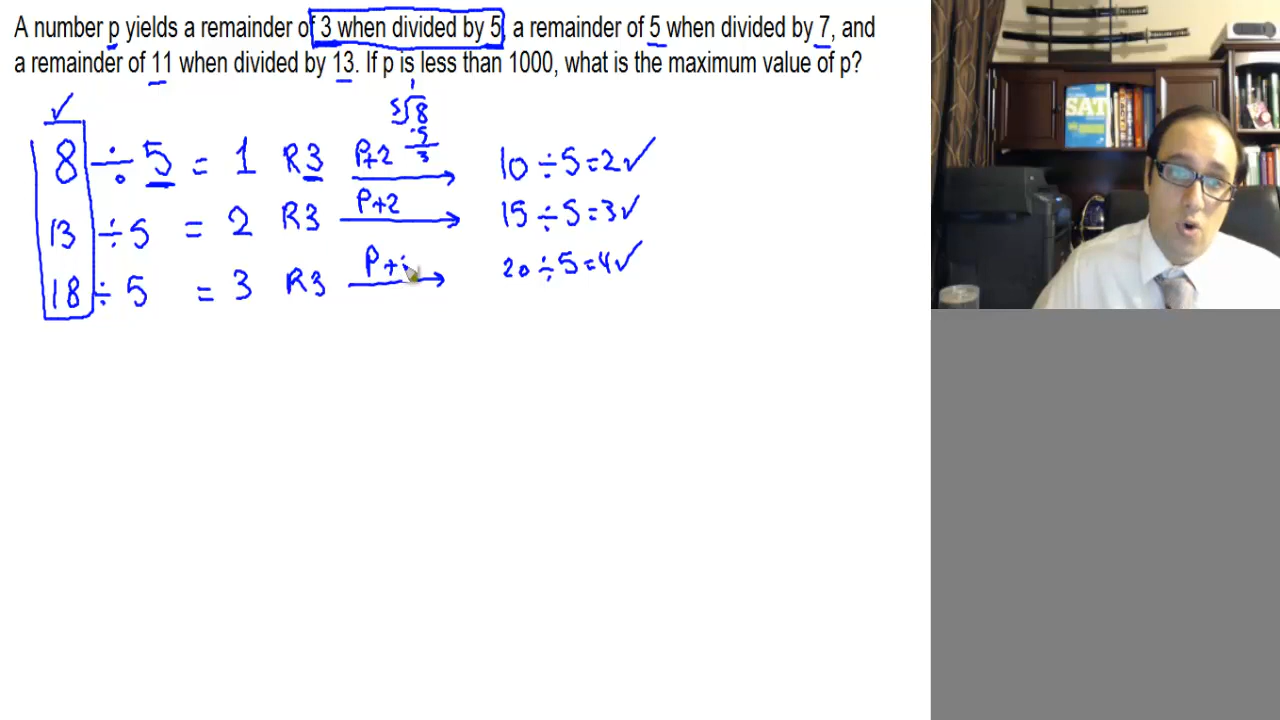 A number p yields a remainder of 3 when divided by 5, a remainder of 5 when divided by 7, and
a remainder of 11 when divided by 13. If p is less than 1000, what is the maximum value of p?
1
5 8
-5
3
8 ÷ 5 = 1 R3 P+2 10 ÷ 5 = 2 ✓
13 ÷ 5 = 2 R3 P+2 15 ÷ 5 = 3 ✓
18 ÷ 5 = 3 R3 P+ 20 ÷ 5 = 4 ✓
SAT